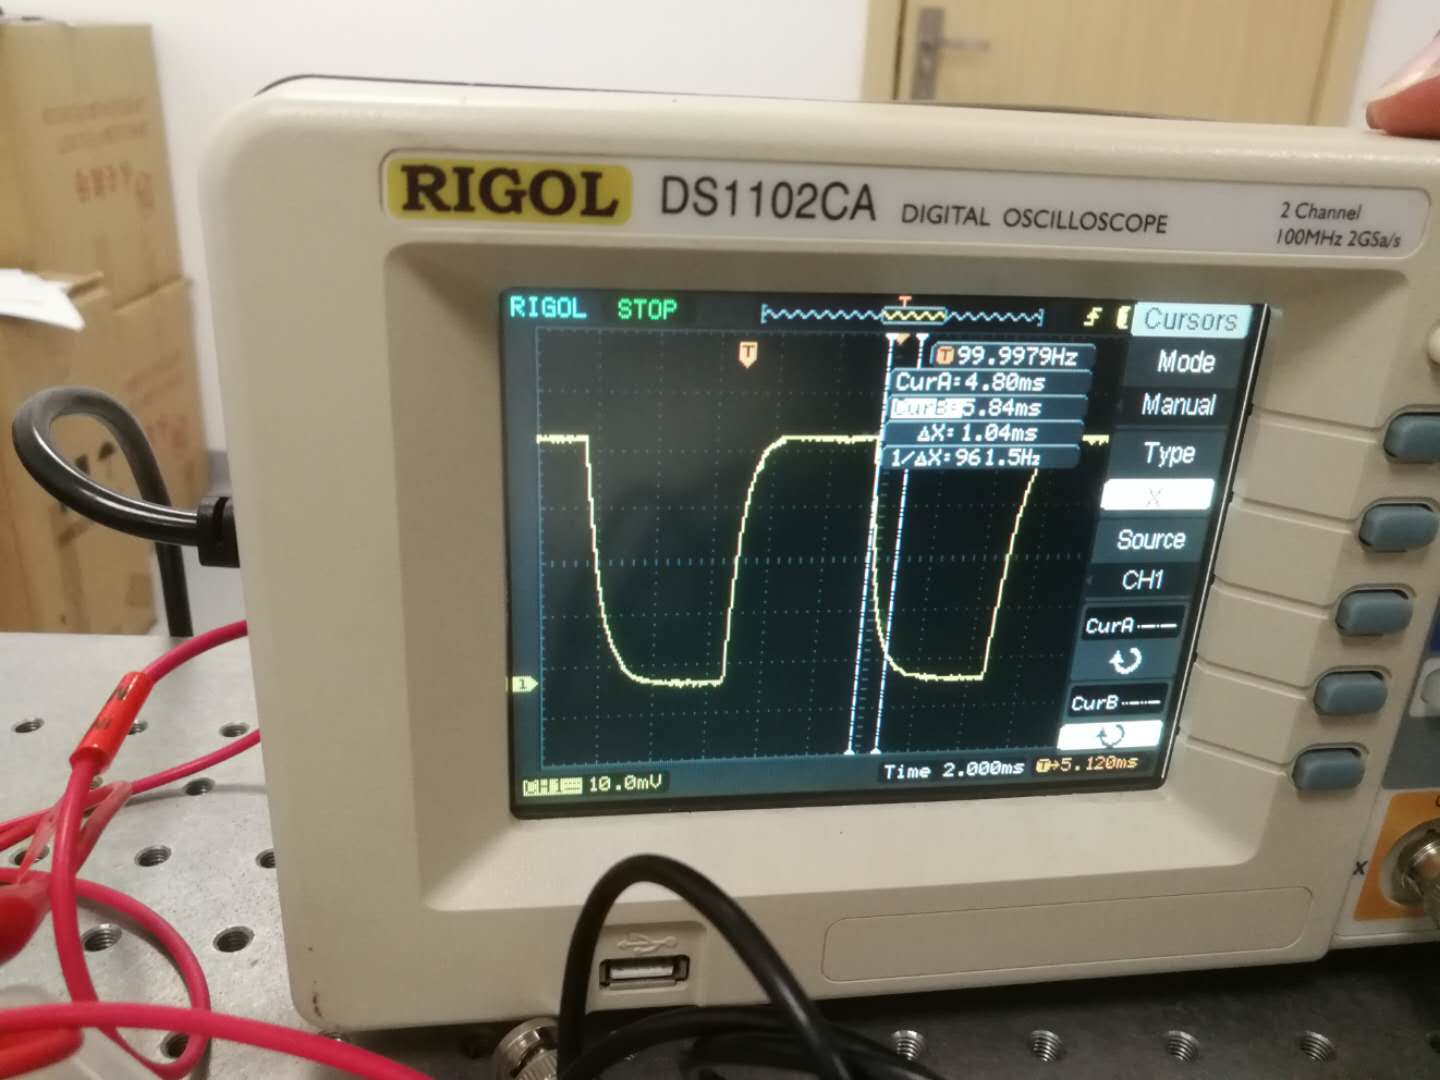 RIGOL DS1102CA DIGITAL OSCILLOSCOPE
2 Channel
100MHz 2GSa/s
RIGOL STOP
T
Cursors
T
T 99.9979Hz
CurA:4.80ms
CurB:5.84ms
ΔX:1.04ms
1/ΔX:961.5Hz
Mode
Manual
Type
X
Source
CH1
CurA
CurB
1
10.0mV
Time 2.000ms T→5.120ms
X